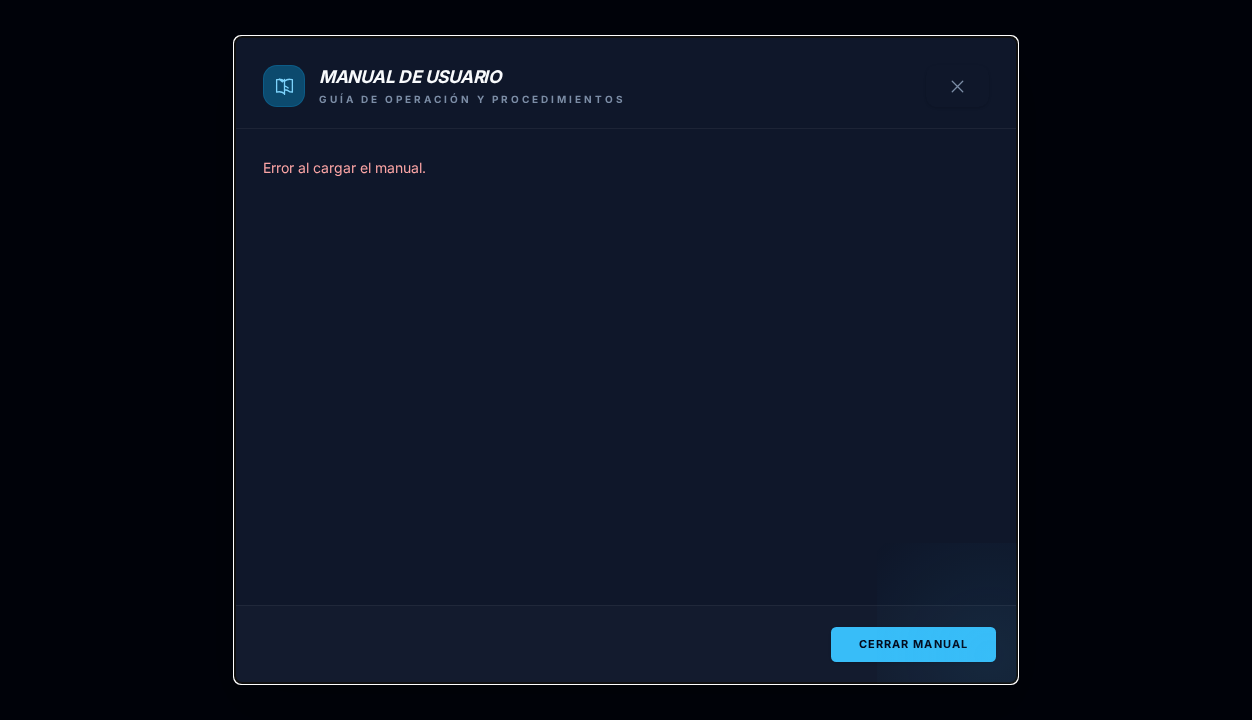 MANUAL DE USUARIO
GUÍA DE OPERACIÓN Y PROCEDIMIENTOS
Error al cargar el manual.
CERRAR MANUAL